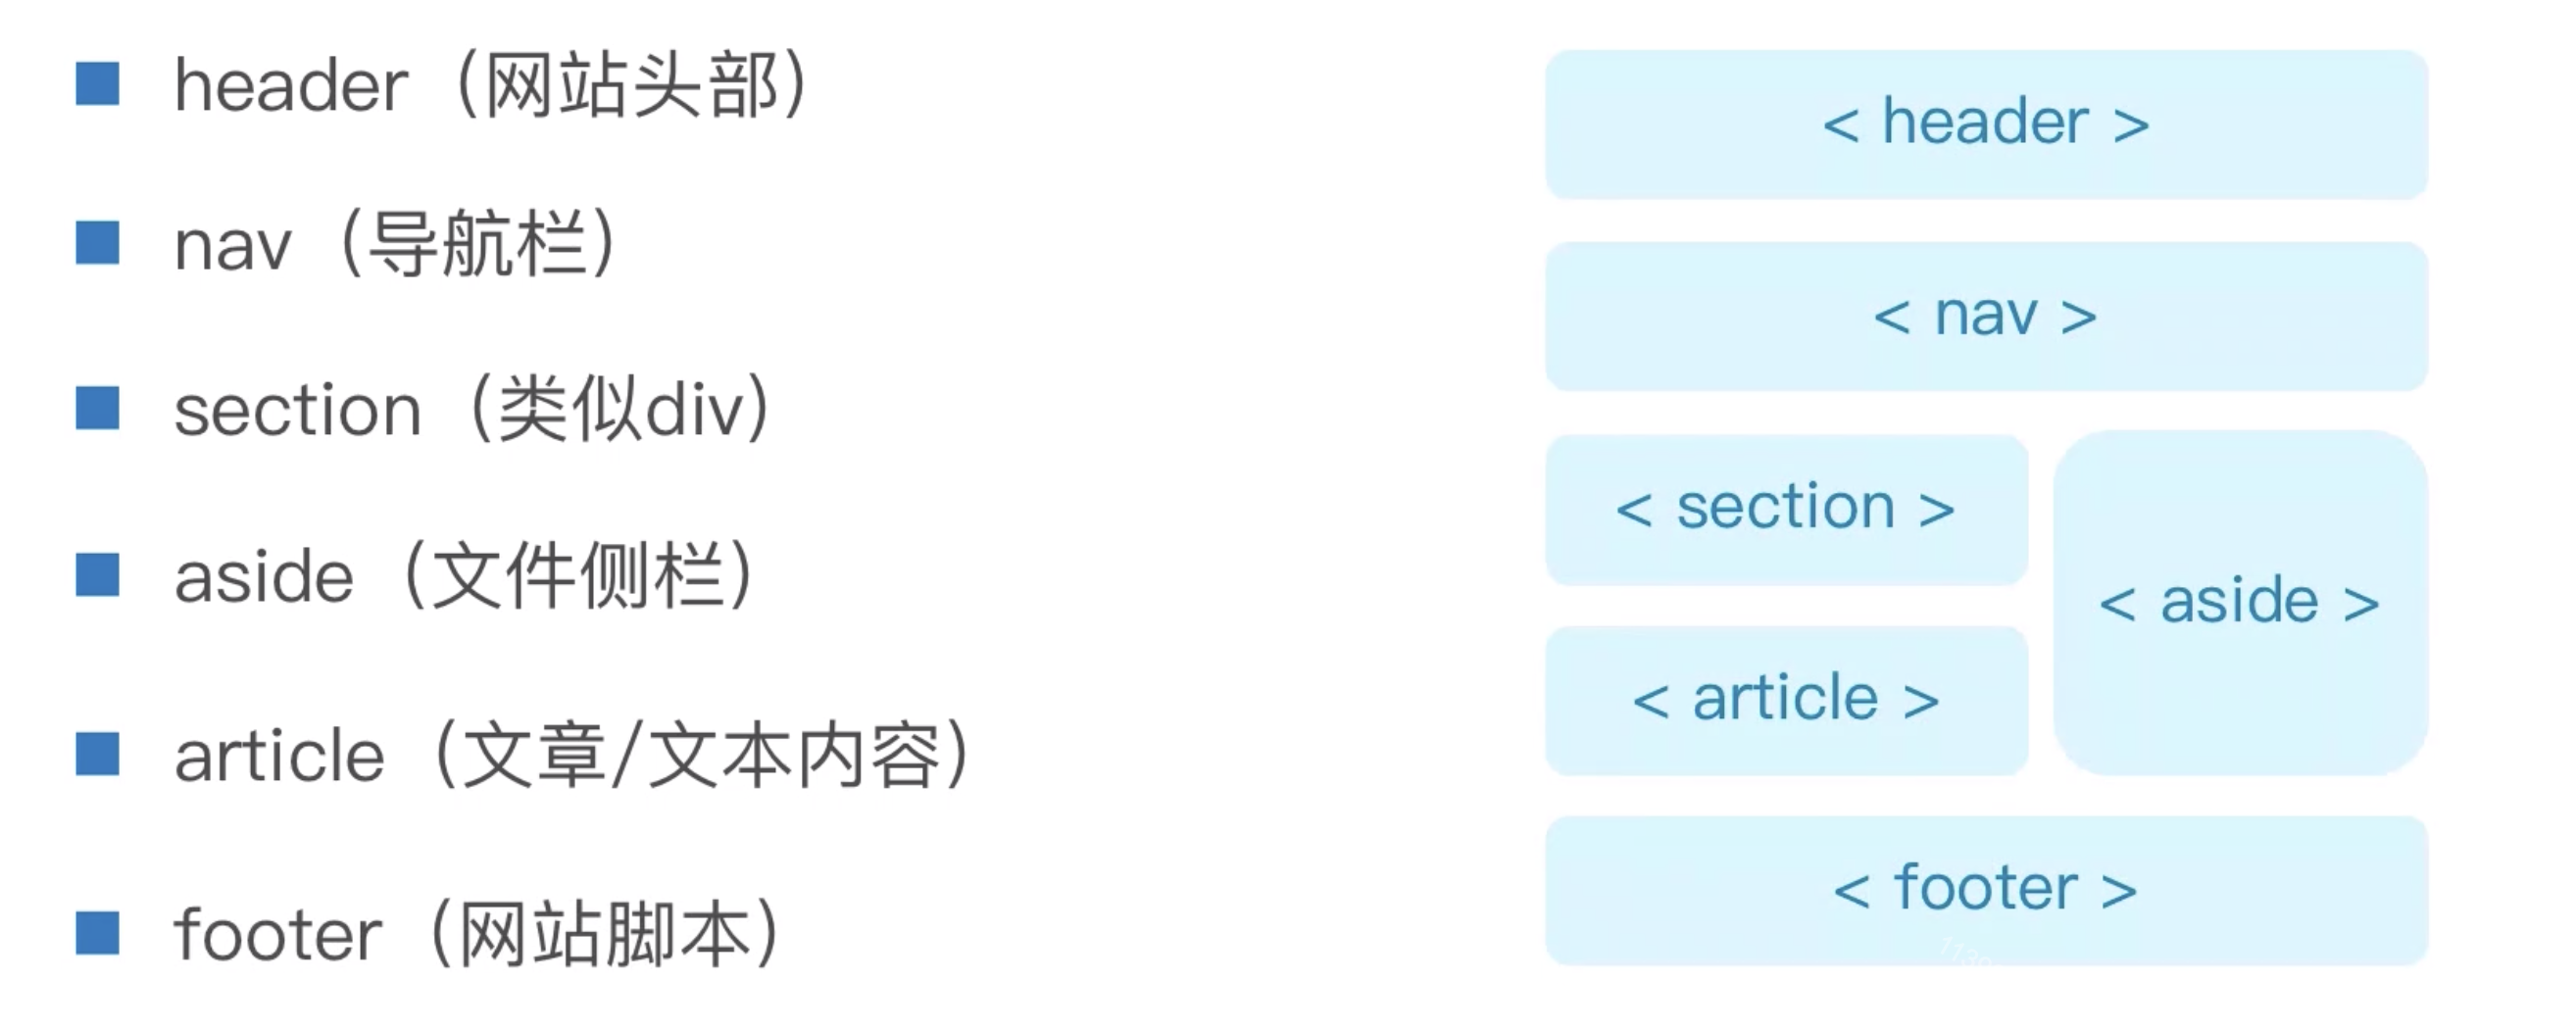 header（网站头部）
nav（导航栏）
section（类似div）
aside（文件侧栏）
article（文章/文本内容）
footer（网站脚本）
< header >
< nav >
< section >
< aside >
< article >
< footer >